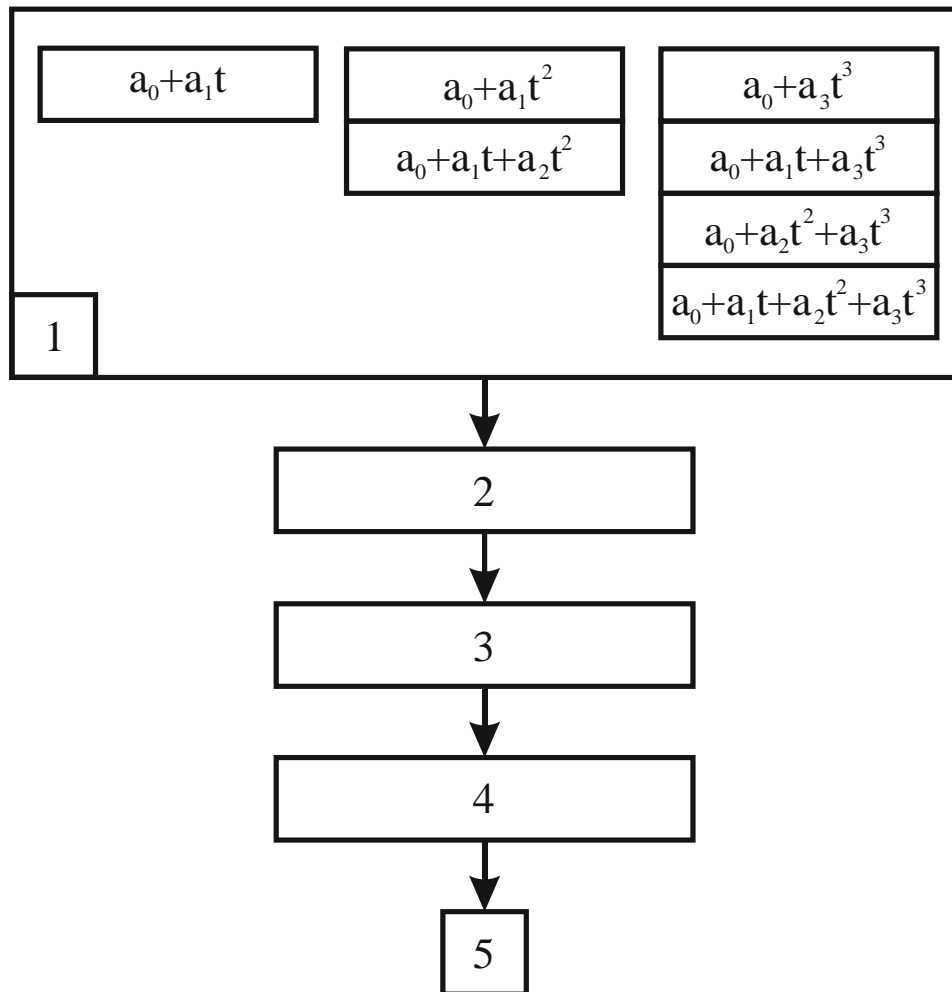 a₀+a₁t
a₀+a₁t²
a₀+a₁t+a₂t²
a₀+a₃t³
a₀+a₁t+a₃t³
a₀+a₂t²+a₃t³
a₀+a₁t+a₂t²+a₃t³
1
2
3
4
5